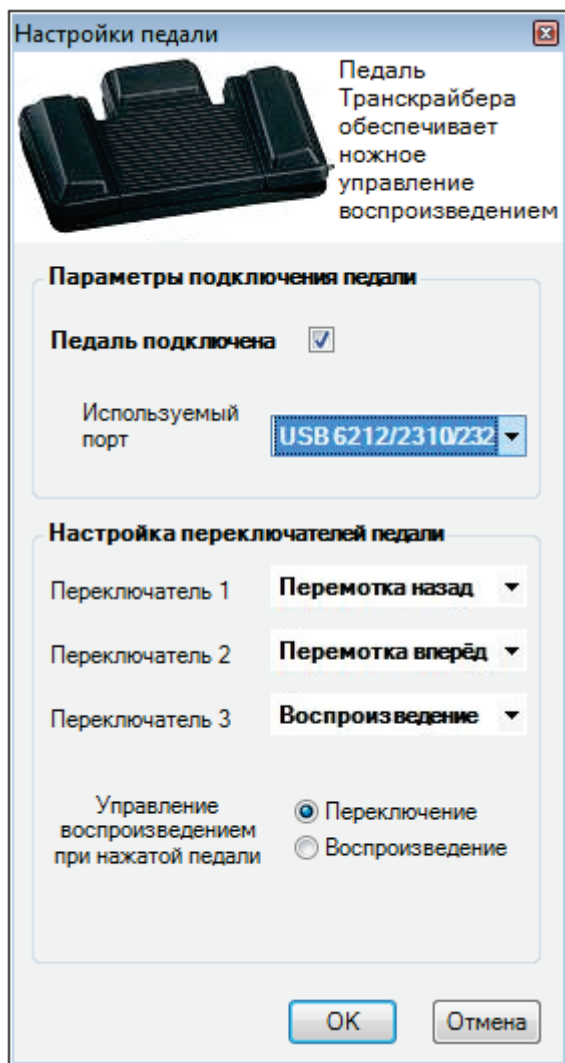 Настройки педали
Педаль
Транскрайбера
обеспечивает
ножное
управление
воспроизведением
Параметры подключения педали
Педаль подключена
Используемый
порт
USB 6212/2310/232
Настройка переключателей педали
Переключатель 1
Перемотка назад
Переключатель 2
Перемотка вперёд
Переключатель 3
Воспроизведение
Управление
воспроизведением
при нажатой педали
Переключение
Воспроизведение
OK
Отмена